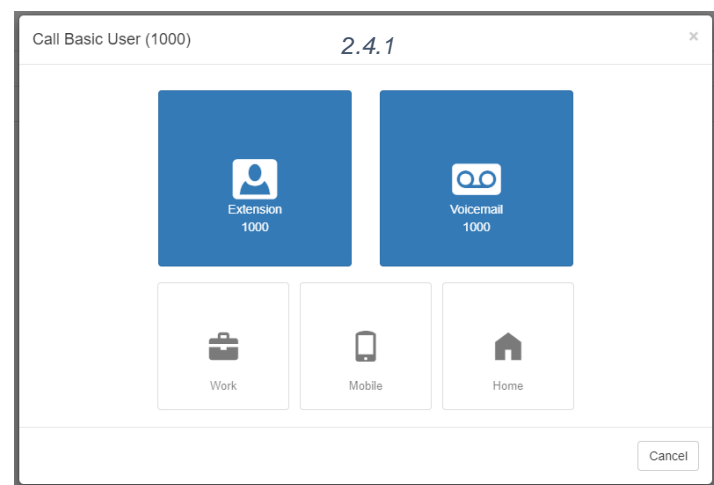 Call Basic User (1000)
2.4.1
×
Extension
1000
Voicemail
1000
Work
Mobile
Home
Cancel